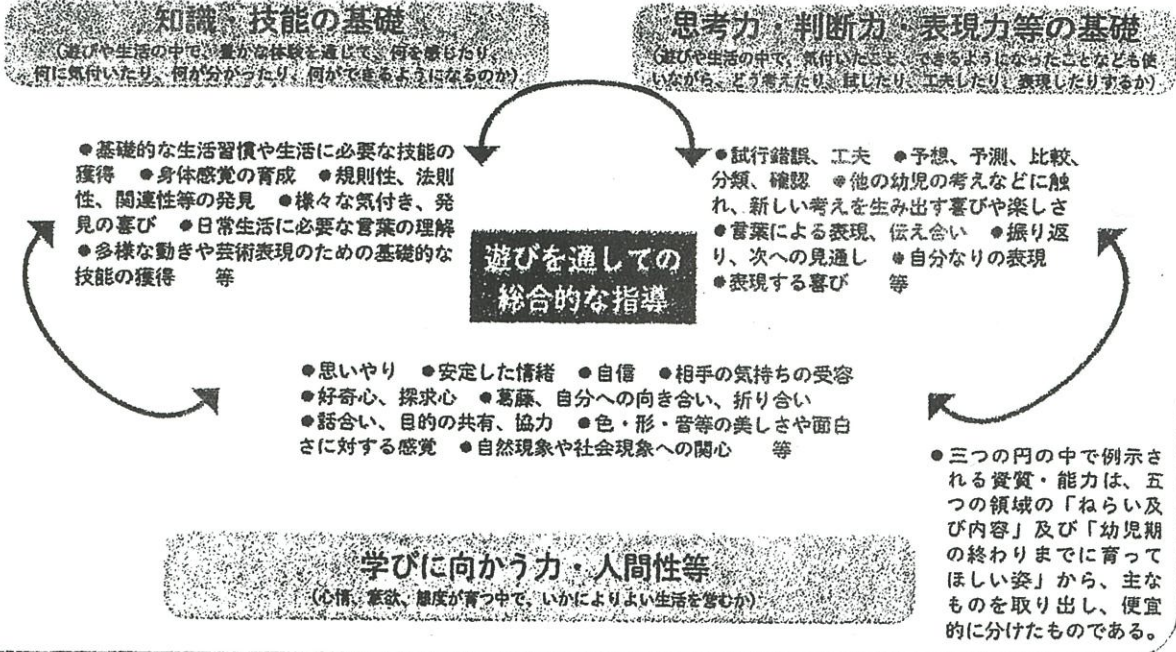 知識・技能の基礎
(遊びや生活の中で、豊かな体験を通して、何を感じたり、
何に気付いたり、何が分かったり、何ができるようになるのか)
思考力・判断力・表現力等の基礎
(遊びや生活の中で、気付いたこと、できるようになったことなども使
いながら、どう考えたり、試したり、工夫したり、表現したりするか)
●基礎的な生活習慣や生活に必要な技能の
獲得 ●身体感覚の育成 ●規則性、法則
性、関連性等の発見 ●様々な気付き、発
見の喜び ●日常生活に必要な言葉の理解
●多様な動きや芸術表現のための基礎的な
技能の獲得 等
●試行錯誤、工夫 ●予想、予測、比較、
分類、確認 ●他の幼児の考えなどに触
れ、新しい考えを生み出す喜びや楽しさ
●言葉による表現、伝え合い ●振り返
り、次への見通し ●自分なりの表現
●表現する喜び 等
遊びを通しての
総合的な指導
●思いやり ●安定した情緒 ●自信 ●相手の気持ちの受容
●好奇心、探求心 ●葛藤、自分への向き合い、折り合い
●話合い、目的の共有、協力 ●色・形・音等の美しさや面白
さに対する感覚 ●自然現象や社会現象への関心 等
学びに向かう力・人間性等
(心情、意欲、態度が育つ中で、いかによりよい生活を営むか)
●三つの円の中で例示さ
れる資質・能力は、五
つの領域の「ねらい及
び内容」及び「幼児期
の終わりまでに育って
ほしい姿」から、主な
ものを取り出し、便宜
的に分けたものである。